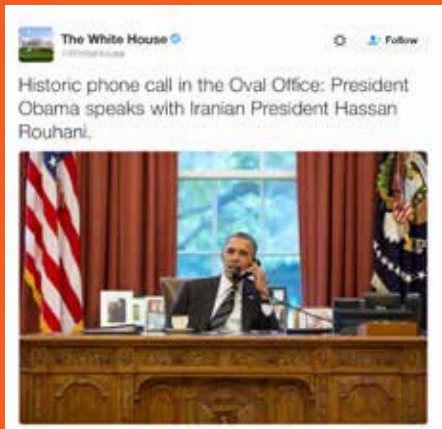 The White House
@WhiteHouse
Follow
Historic phone call in the Oval Office: President
Obama speaks with Iranian President Hassan
Rouhani.